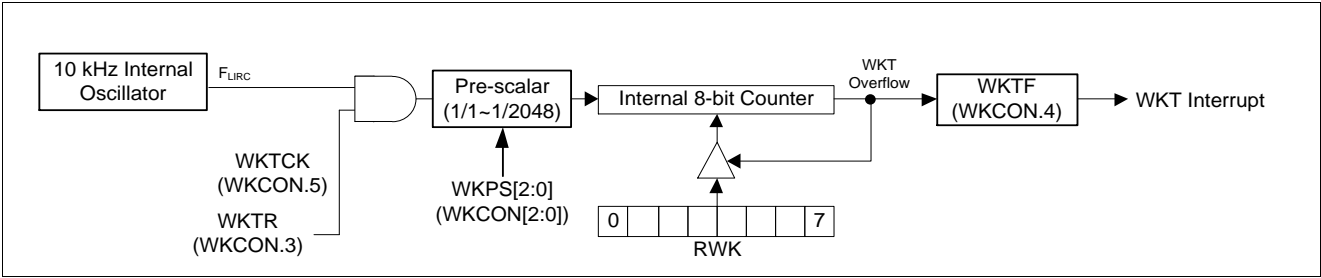 10 kHz Internal
Oscillator
FLIRC
WKTCK
(WKCON.5)
WKTR
(WKCON.3)
Pre-scalar
(1/1~1/2048)
WKPS[2:0]
(WKCON[2:0])
Internal 8-bit Counter
0
7
RWK
WKT
Overflow
WKTF
(WKCON.4)
WKT Interrupt